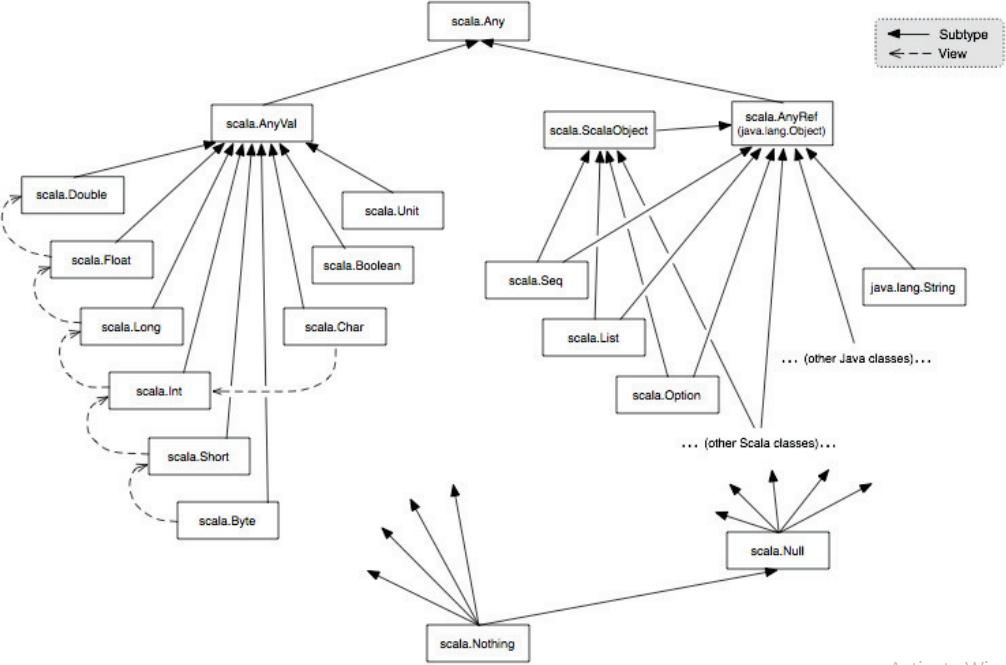 scala.Any
Subtype
View
scala.AnyVal
scala.ScalaObject
scala.AnyRef
(java.lang.Object)
scala.Double
scala.Unit
scala.Float
scala.Boolean
scala.Seq
java.lang.String
scala.Long
scala.Char
scala.List
... (other Java classes)...
scala.Int
scala.Option
... (other Scala classes)...
scala.Short
scala.Byte
scala.Null
scala.Nothing